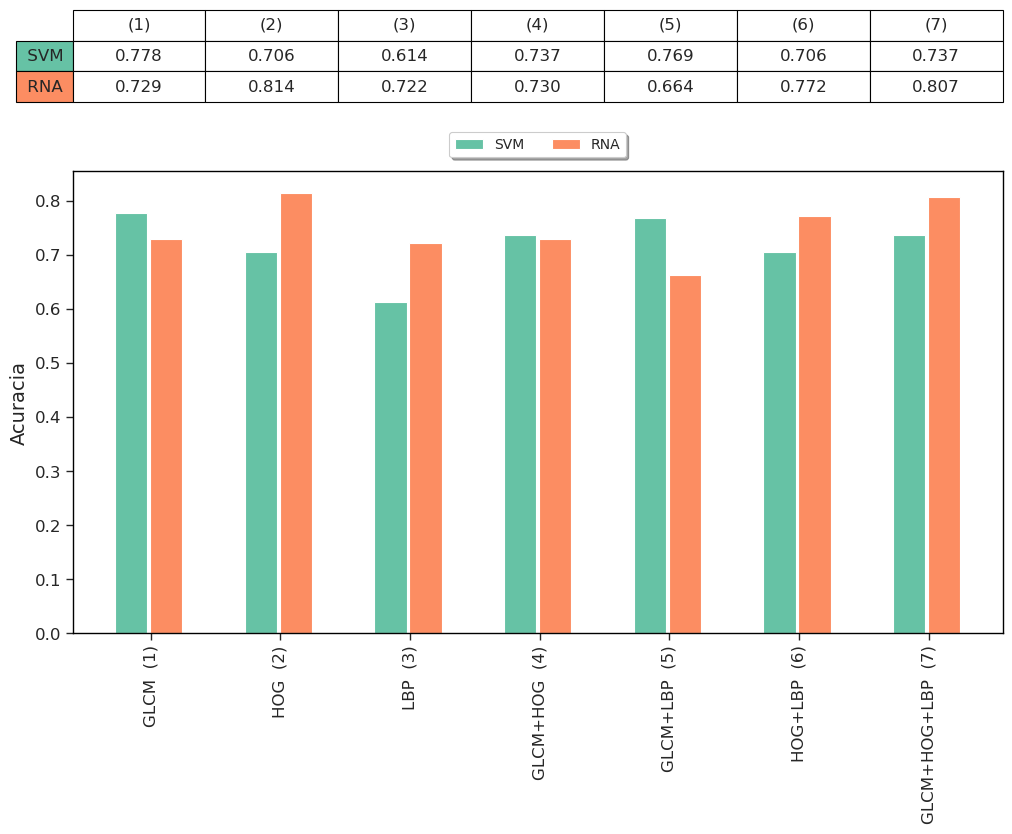 (1) (2) (3) (4) (5) (6) (7)
SVM 0.778 0.706 0.614 0.737 0.769 0.706 0.737
RNA 0.729 0.814 0.722 0.730 0.664 0.772 0.807
SVM RNA
Acuracia
0.8
0.7
0.6
0.5
0.4
0.3
0.2
0.1
0.0
GLCM (1)
HOG (2)
LBP (3)
GLCM+HOG (4)
GLCM+LBP (5)
HOG+LBP (6)
GLCM+HOG+LBP (7)